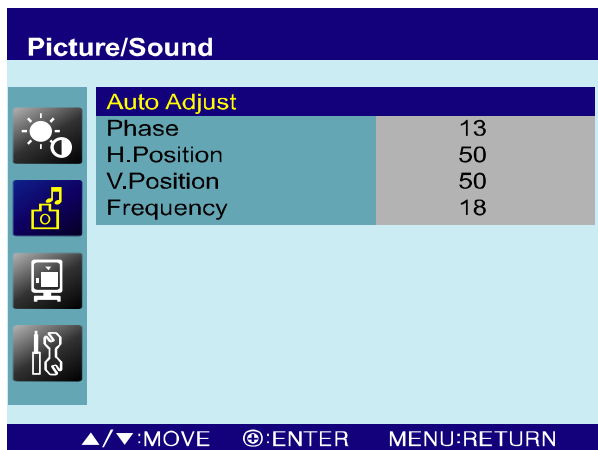 Picture/Sound
Auto Adjust
Phase 13
H.Position 50
V.Position 50
Frequency 18
▲/▼:MOVE ⊕:ENTER MENU:RETURN